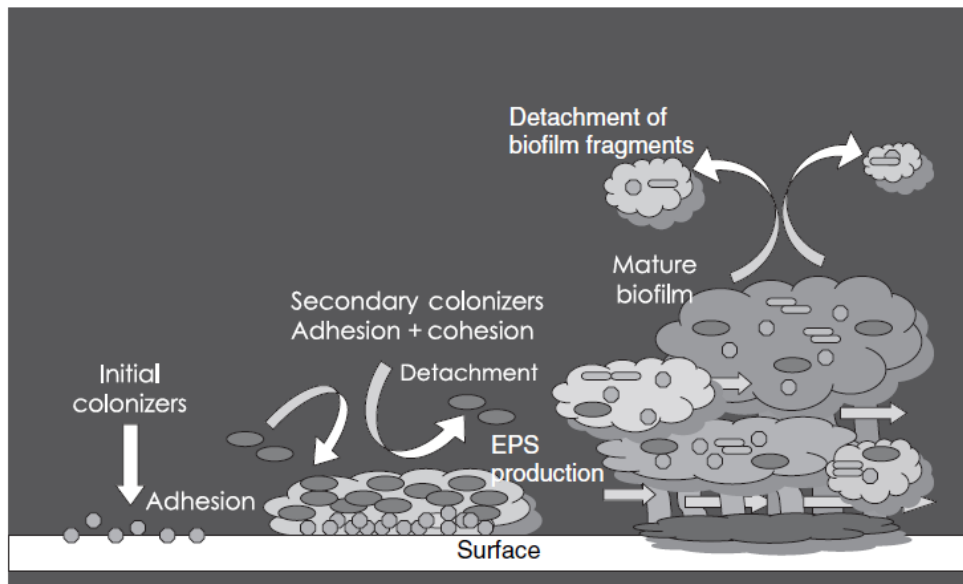 Initial
colonizers
Adhesion
Secondary colonizers
Adhesion + cohesion
Detachment
EPS
production
Detachment of
biofilm fragments
Mature
biofilm
Surface